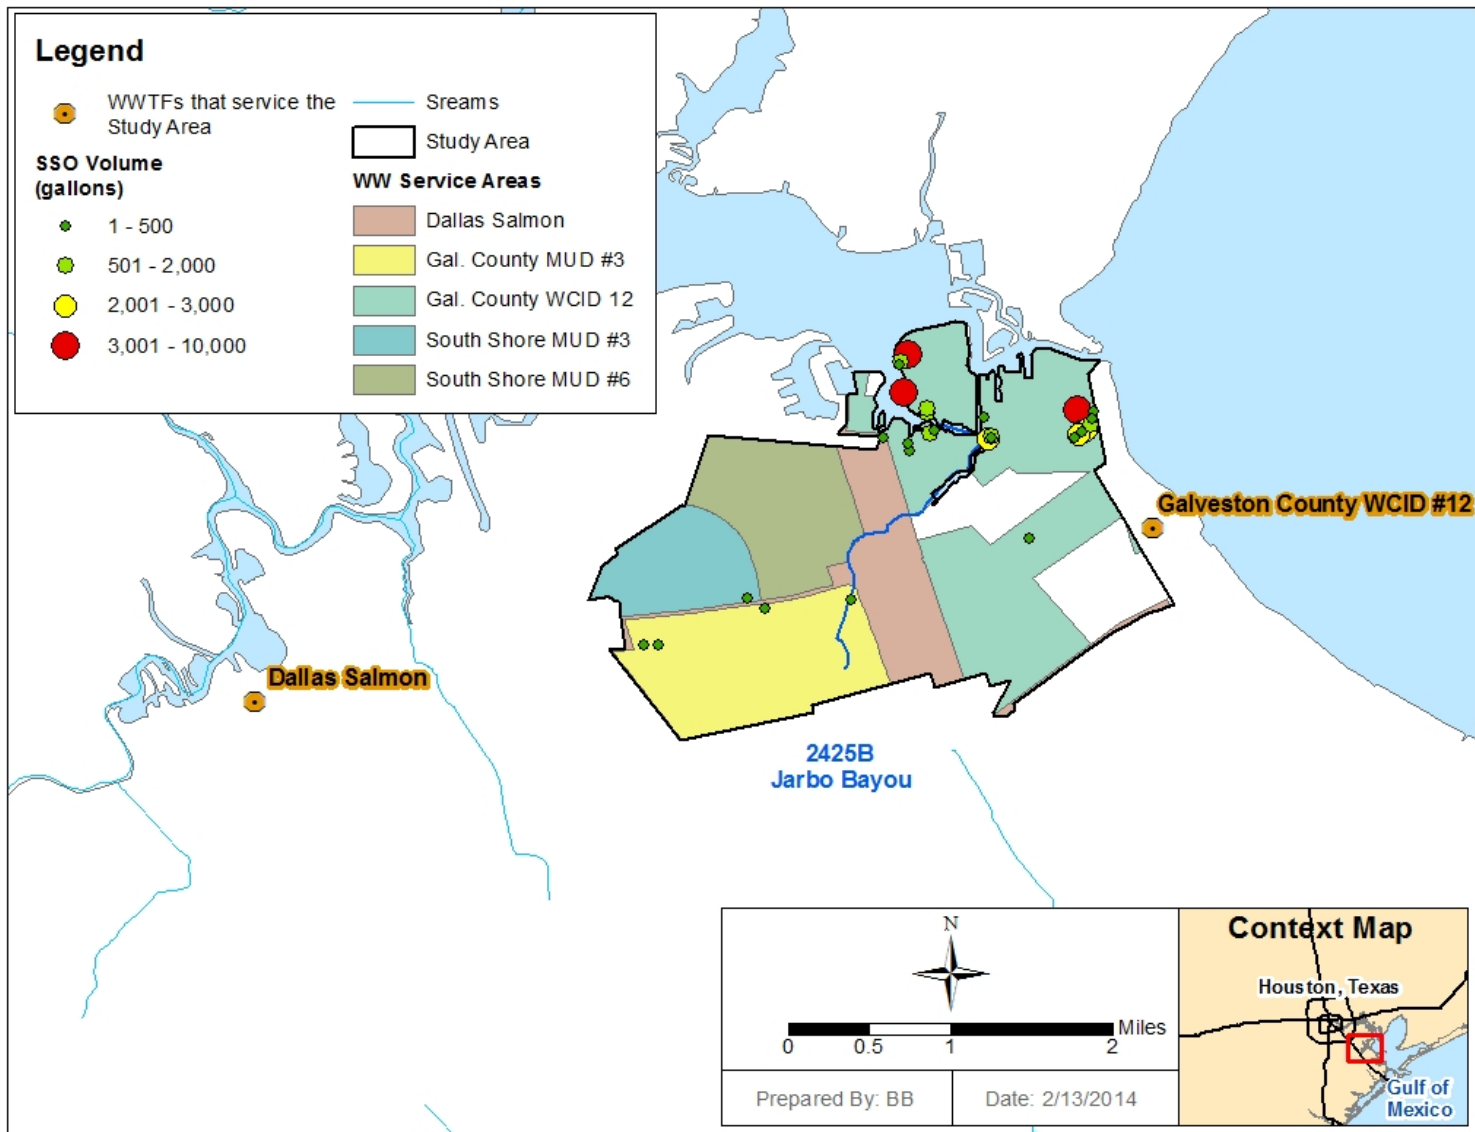 Legend
WWTFs that service the
Study Area
SSO Volume
(gallons)
1 - 500
501 - 2,000
2,001 - 3,000
3,001 - 10,000
Sreams
Study Area
WW Service Areas
Dallas Salmon
Gal. County MUD #3
Gal. County WCID 12
South Shore MUD #3
South Shore MUD #6
Galveston County WCID #12
Dallas Salmon
2425B
Jarbo Bayou
N
Miles
0 0.5 1 2
Prepared By: BB
Date: 2/13/2014
Context Map
Houston, Texas
Gulf of
Mexico